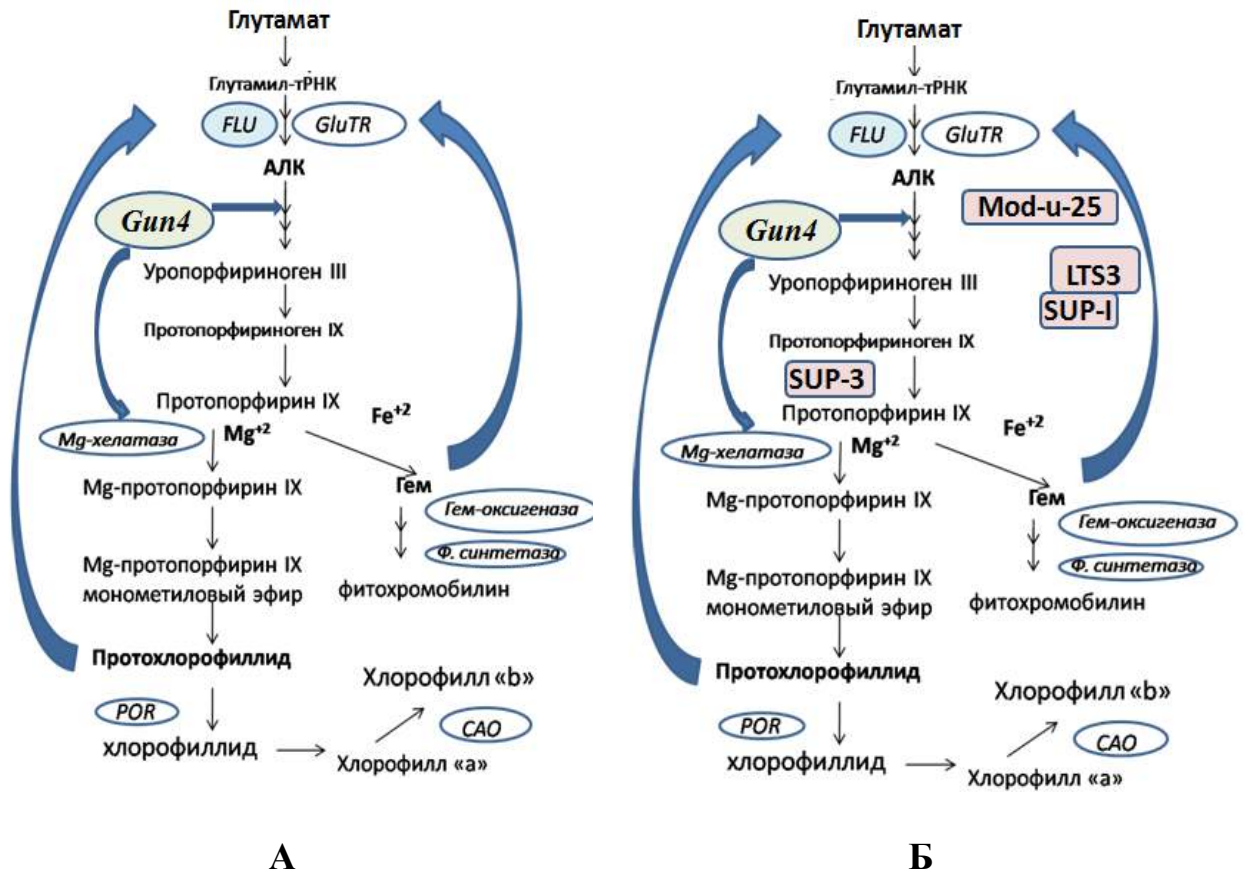 Глутамат
Глутамил-тРНК
FLU
GluTR
АЛК
Gun4
Уропорфириноген III
Протопорфириноген IX
Протопорфирин IX
Mg-хелатаза
Mg+2
Fe+2
Mg-протопорфирин IX
Гем
Гем-оксигеназа
Ф. синтетаза
Mg-протопорфирин IX
монометиловый эфир
фитохромобилин
Протохлорофиллид
Хлорофилл «b»
POR
CAO
хлорофиллид
Хлорофилл «a»
А
Глутамат
Глутамил-тРНК
FLU
GluTR
АЛК
Mod-u-25
Gun4
LTS3
Уропорфириноген III
SUP-I
Протопорфириноген IX
SUP-3
Протопорфирин IX
Mg-хелатаза
Mg+2
Fe+2
Mg-протопорфирин IX
Гем
Гем-оксигеназа
Ф. синтетаза
Mg-протопорфирин IX
монометиловый эфир
фитохромобилин
Протохлорофиллид
Хлорофилл «b»
POR
CAO
хлорофиллид
Хлорофилл «a»
Б